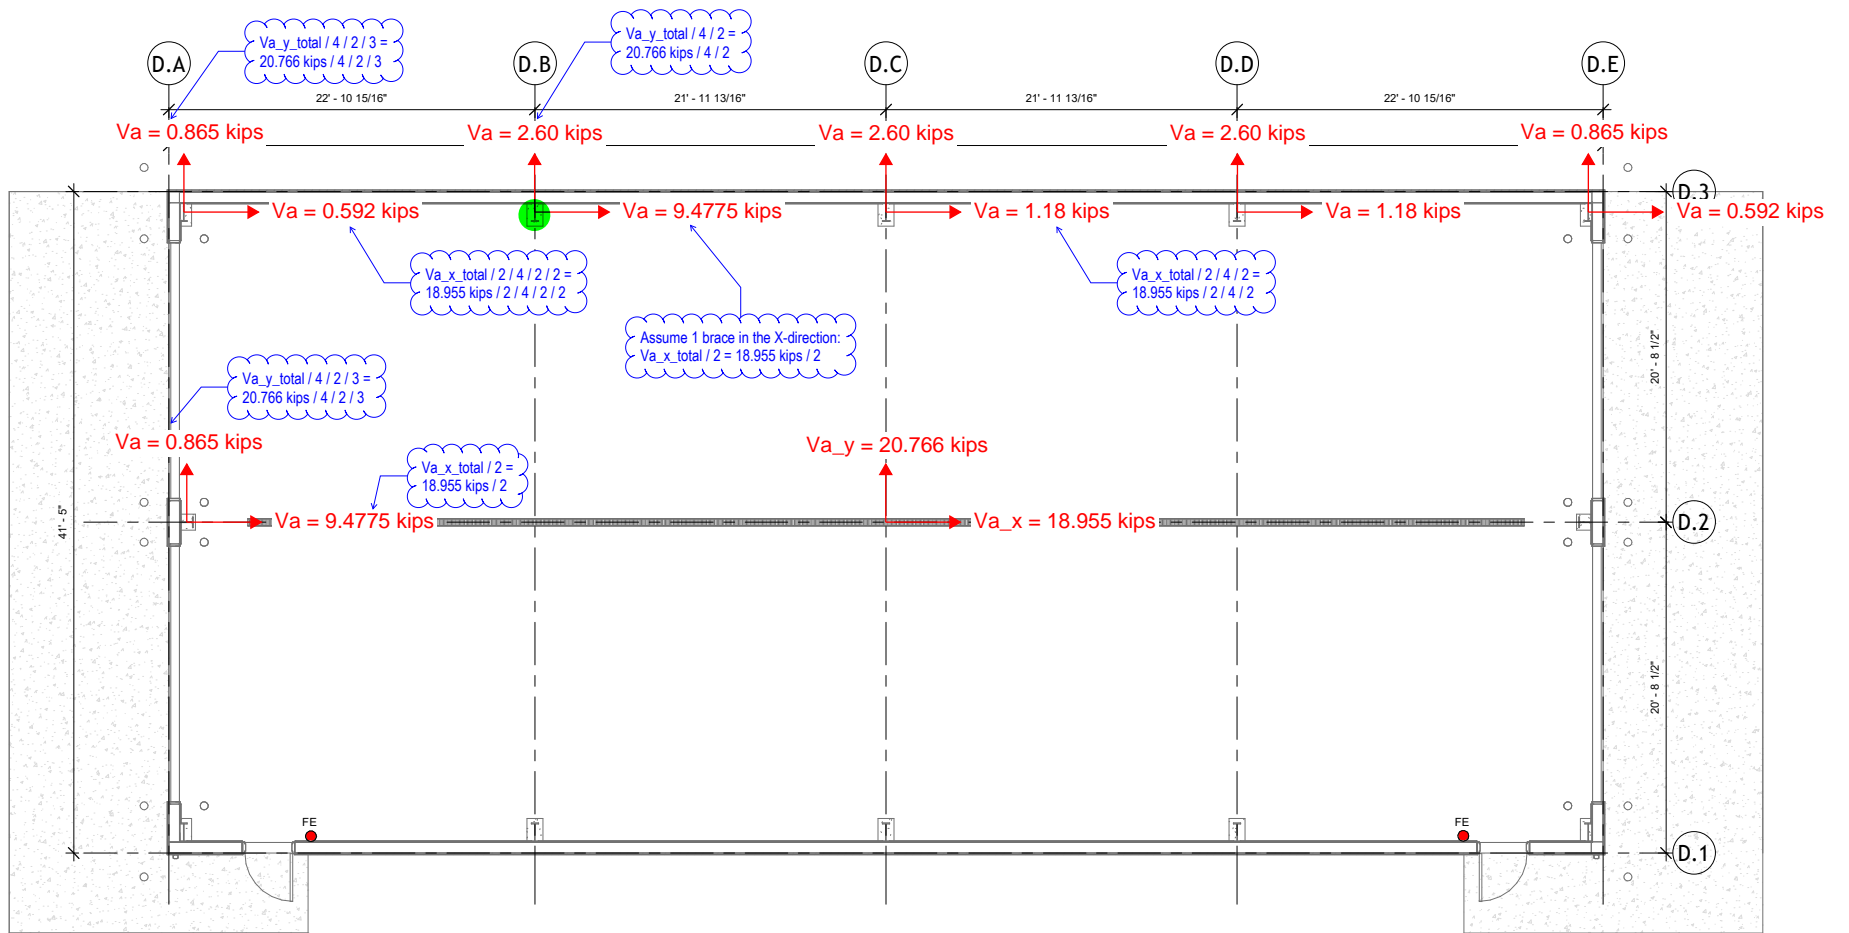 Va_y_total / 4 / 2 / 3 =
20.766 kips / 4 / 2 / 3
Va_y_total / 4 / 2 =
20.766 kips / 4 / 2
D.A
D.B
D.C
D.D
D.E
22' - 10 15/16"
21' - 11 13/16"
21' - 11 13/16"
22' - 10 15/16"
Va = 0.865 kips
Va = 2.60 kips
Va = 2.60 kips
Va = 2.60 kips
Va = 0.865 kips
D.3
Va = 0.592 kips
Va = 9.4775 kips
Va = 1.18 kips
Va = 1.18 kips
Va = 0.592 kips
Va_x_total / 2 / 4 / 2 / 2 =
18.955 kips / 2 / 4 / 2 / 2
Va_x_total / 2 / 4 / 2 =
18.955 kips / 2 / 4 / 2
Assume 1 brace in the X-direction:
Va_x_total / 2 = 18.955 kips / 2
20' - 8 1/2"
Va_y_total / 4 / 2 / 3 =
20.766 kips / 4 / 2 / 3
Va = 0.865 kips
Va_y = 20.766 kips
Va_x_total / 2 =
18.955 kips / 2
41' - 5"
Va = 9.4775 kips
Va_x = 18.955 kips
D.2
20' - 8 1/2"
FE
FE
D.1